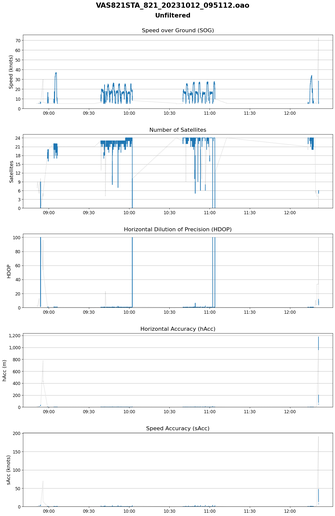 VAS821STA_821_20231012_095112.oao
Unfiltered
Speed over Ground (SOG)
70
60
50
40
30
20
10
0
Speed (knots)
09:00 09:30 10:00 10:30 11:00 11:30 12:00
Number of Satellites
24
21
18
15
12
9
6
3
0
Satellites
09:00 09:30 10:00 10:30 11:00 11:30 12:00
Horizontal Dilution of Precision (HDOP)
100
80
60
40
20
0
HDOP
09:00 09:30 10:00 10:30 11:00 11:30 12:00
Horizontal Accuracy (hAcc)
1,200
1,000
800
600
400
200
0
hAcc (m)
09:00 09:30 10:00 10:30 11:00 11:30 12:00
Speed Accuracy (sAcc)
200
150
100
50
0
sAcc (knots)
09:00 09:30 10:00 10:30 11:00 11:30 12:00